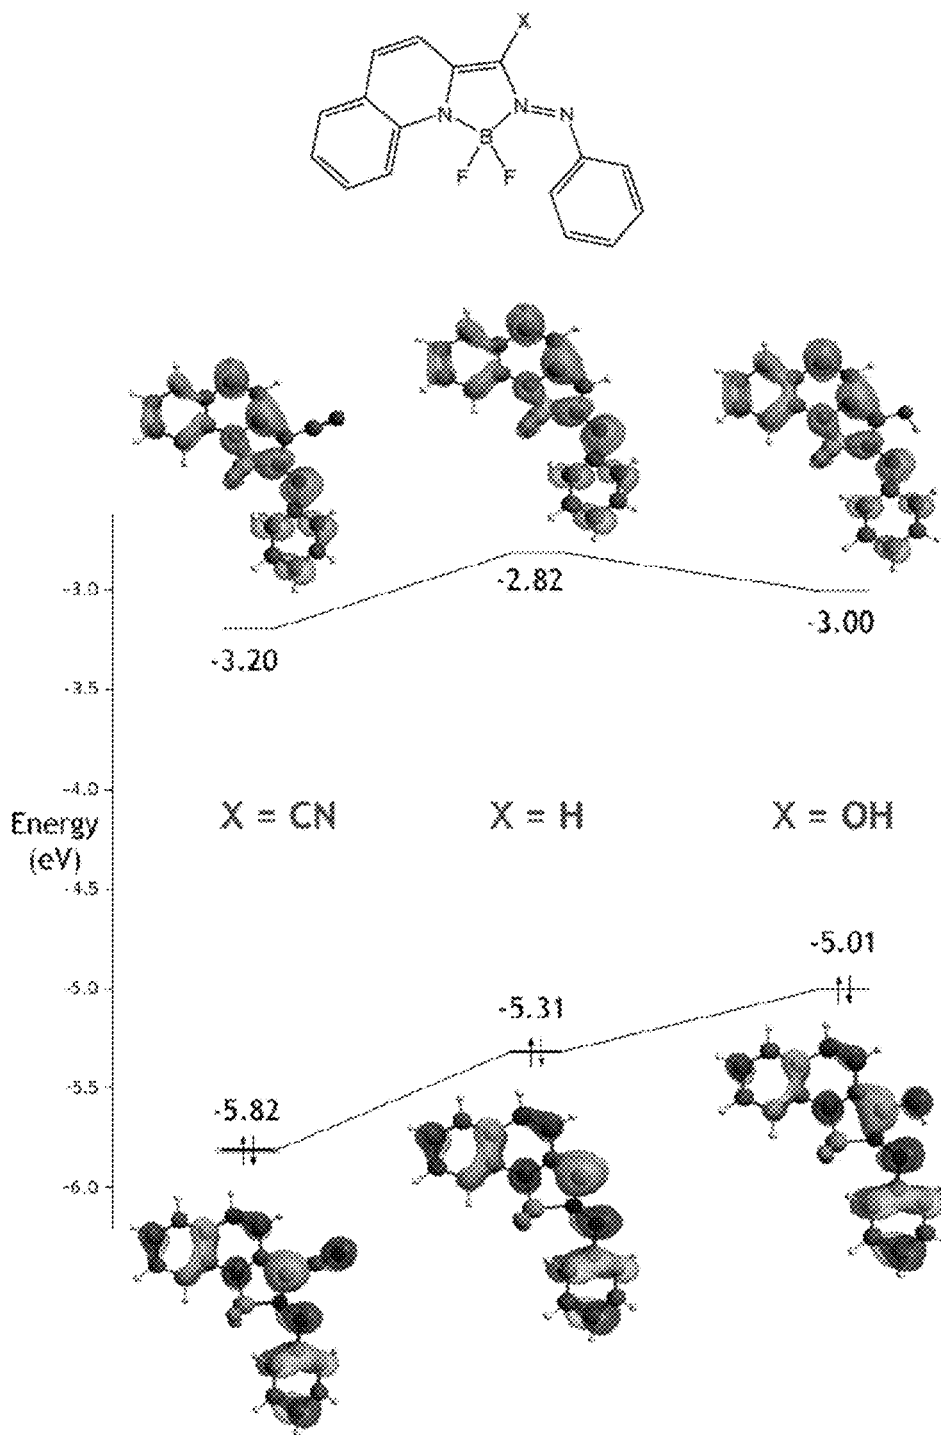 X
N
N
N
B
F
F
-2.82
-3.0
-3.00
-3.20
-3.5
-4.0
X = CN
X = H
X = OH
Energy
(eV)
-4.5
-5.01
-5.0
-5.31
-5.5
-5.82
-6.0